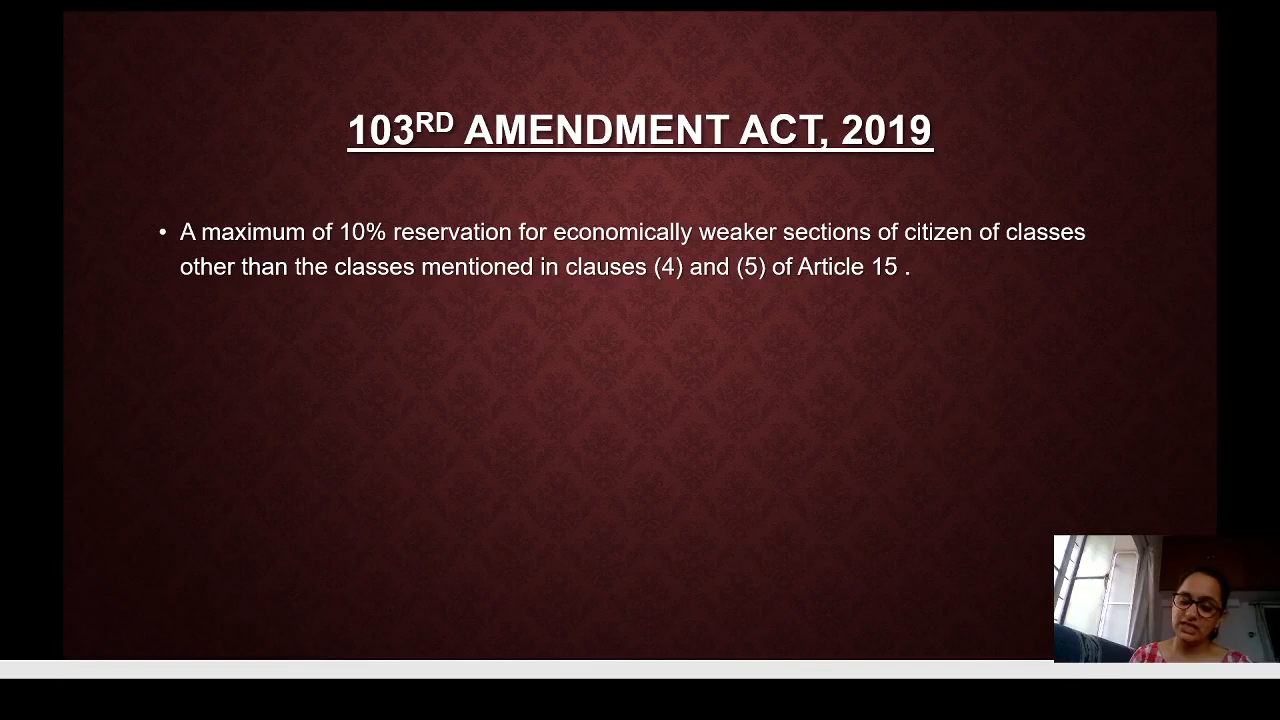 103RD AMENDMENT ACT, 2019
• A maximum of 10% reservation for economically weaker sections of citizen of classes
other than the classes mentioned in clauses (4) and (5) of Article 15 .